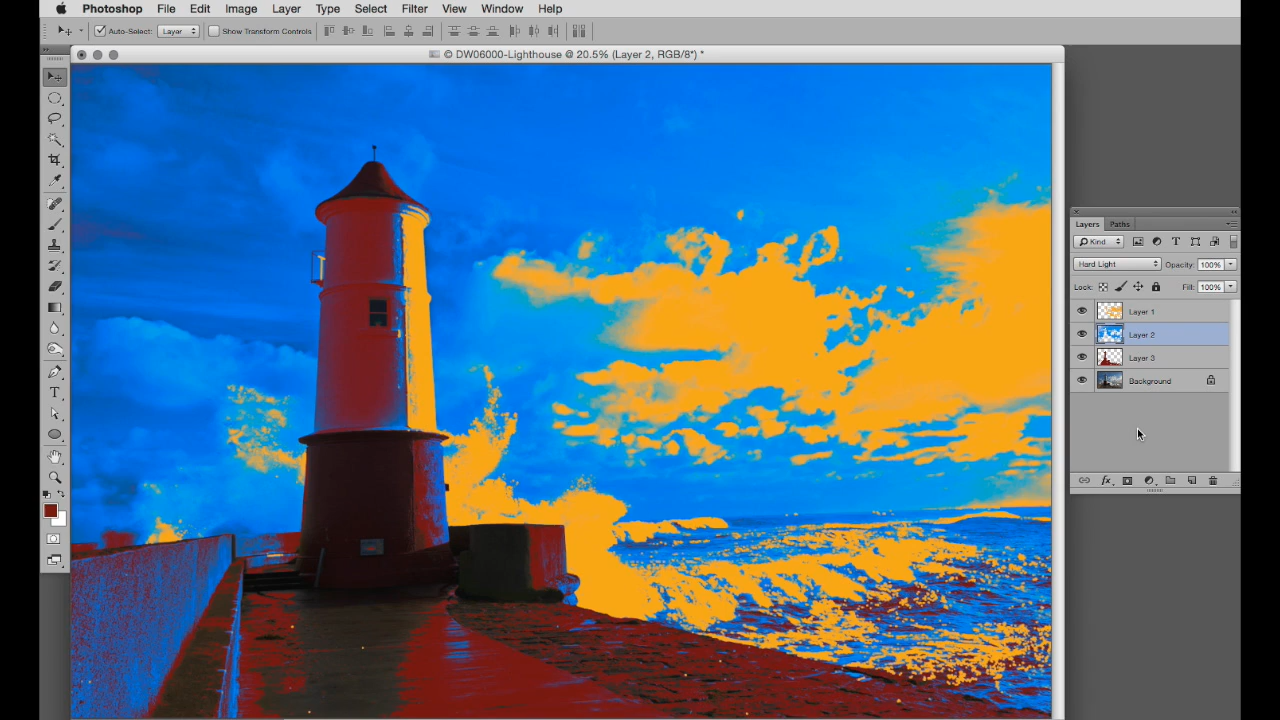 Photoshop File Edit Image Layer Type Select Filter View Window Help
Auto-Select: Layer Show Transform Controls
© DW06000-Lighthouse @ 20.5% (Layer 2, RGB/8*) *
Layers Paths
Kind
Hard Light Opacity: 100%
Lock: Fill: 100%
Layer 1
Layer 2
Layer 3
Background